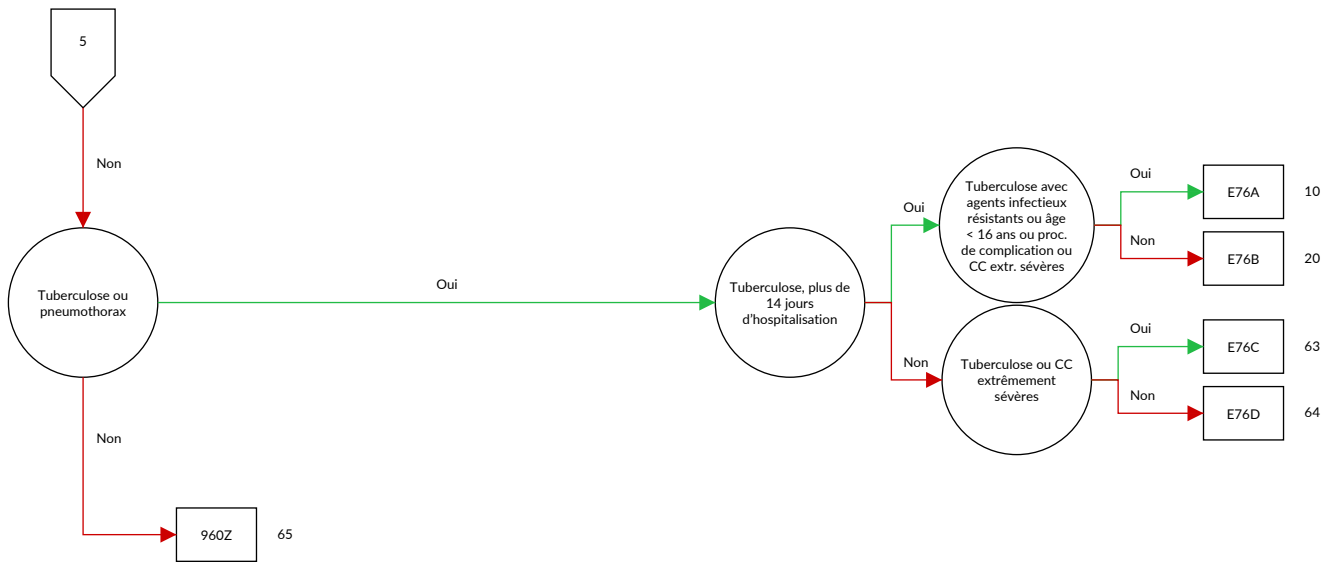 5
Non
Tuberculose ou
pneumothorax
Oui
Non
960Z
65
Tuberculose, plus de
14 jours
d'hospitalisation
Oui
Non
Tuberculose avec
agents infectieux
résistants ou âge
< 16 ans ou proc.
de complication ou
CC extr. sévères
Oui
E76A
10
Non
E76B
20
Tuberculose ou CC
extrêmement
sévères
Oui
E76C
63
Non
E76D
64